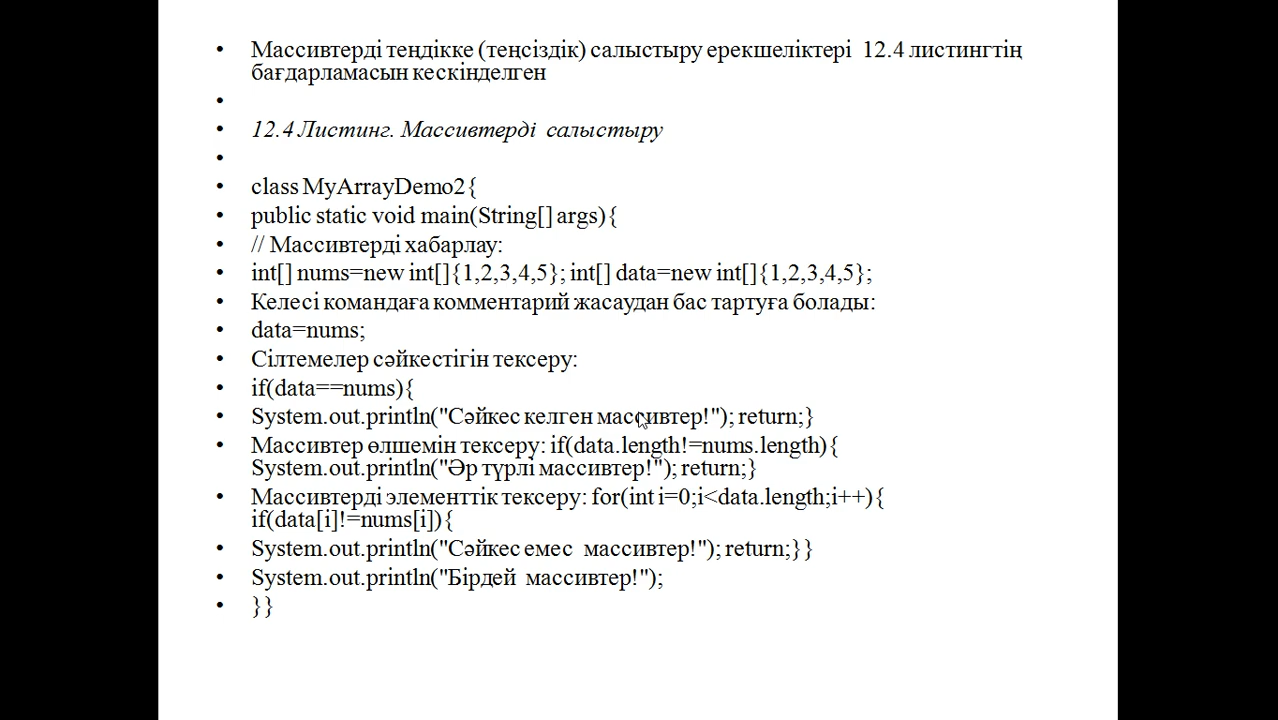 • Массивтерді теңдікке (теңсіздік) салыстыру ерекшеліктері 12.4 листингтің
бағдарламасын кескінделген
•
• 12.4 Листинг. Массивтерді салыстыру
•
• class MyArrayDemo2{
• public static void main(String[] args){
• // Массивтерді хабарлау:
• int[] nums=new int[]{1,2,3,4,5}; int[] data=new int[]{1,2,3,4,5};
• Келесі командаға комментарий жасаудан бас тартуға болады:
• data=nums;
• Сілтемелер сәйкестігін тексеру:
• if(data==nums){
• System.out.println("Сәйкес келген массивтер!"); return;}
• Массивтер өлшемін тексеру: if(data.length!=nums.length){
System.out.println("Әр түрлі массивтер!"); return;}
• Массивтерді элементтік тексеру: for(int i=0;i<data.length;i++){
if(data[i]!=nums[i]){
• System.out.println("Сәйкес емес массивтер!"); return;}}
• System.out.println("Бірдей массивтер!");
• }}